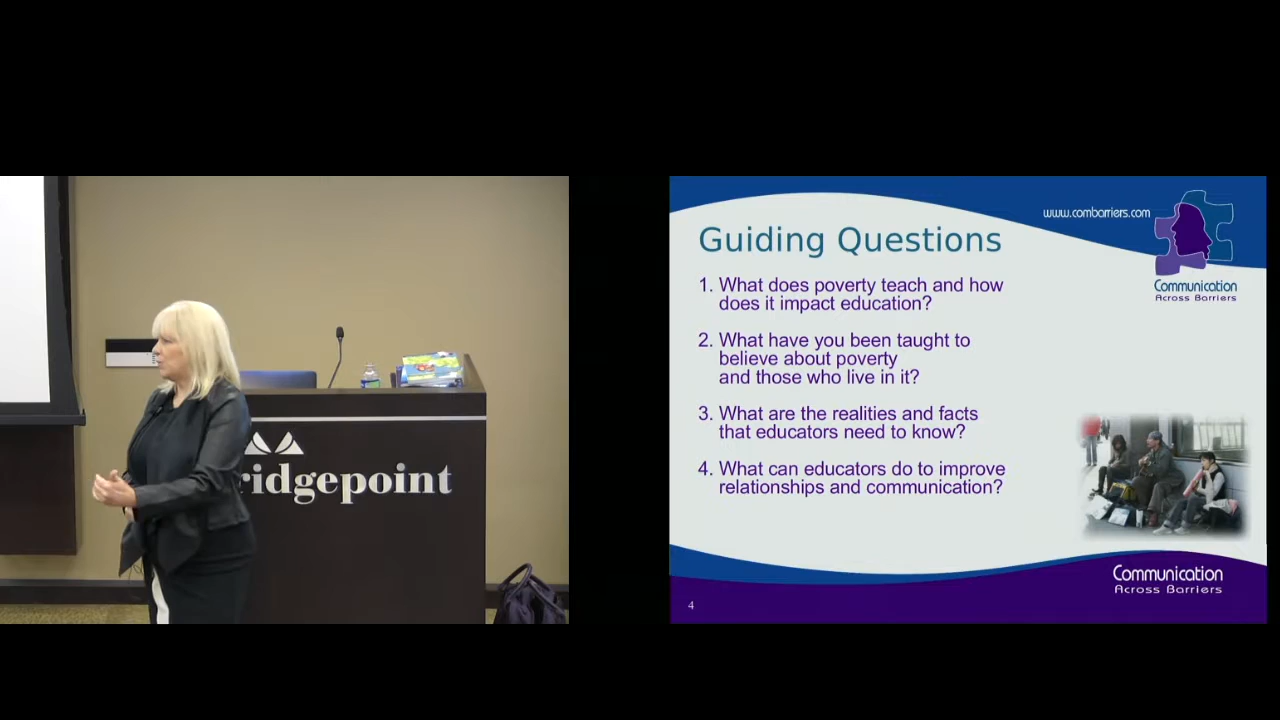 ridgepoint
www.combarriers.com
Guiding Questions
Communication
Across Barriers
1. What does poverty teach and how
does it impact education?
2. What have you been taught to
believe about poverty
and those who live in it?
3. What are the realities and facts
that educators need to know?
4. What can educators do to improve
relationships and communication?
Communication
Across Barriers
4